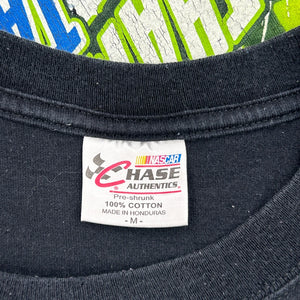 NASCAR
CHASE
AUTHENTICS
Pre-shrunk
100% COTTON
MADE IN HONDURAS
- M -